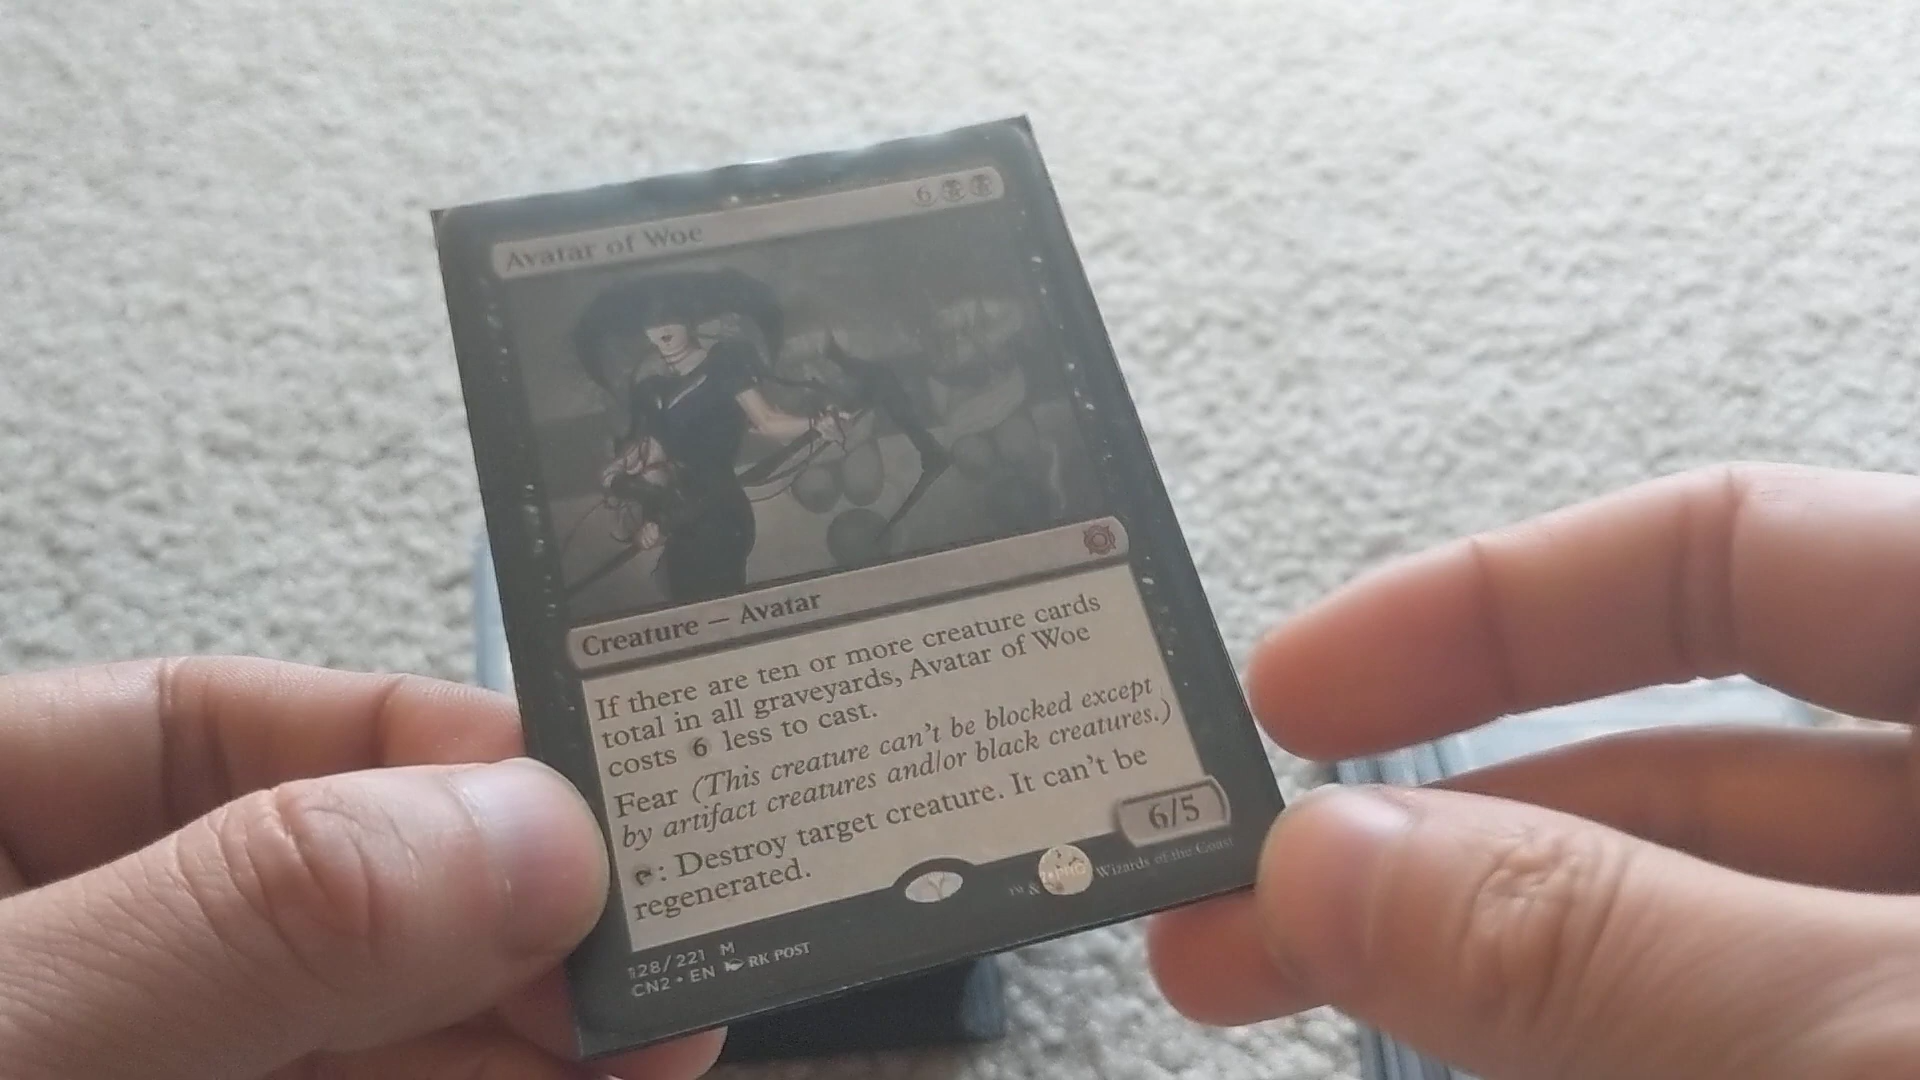 Avatar of Woe 6
Creature — Avatar
If there are ten or more creature cards
total in all graveyards, Avatar of Woe
costs 6 less to cast.
Fear (This creature can't be blocked except
by artifact creatures and/or black creatures.)
: Destroy target creature. It can't be
regenerated.
6/5
128/221 M
CN2 • EN RK POST
™ & Wizards of the Coast